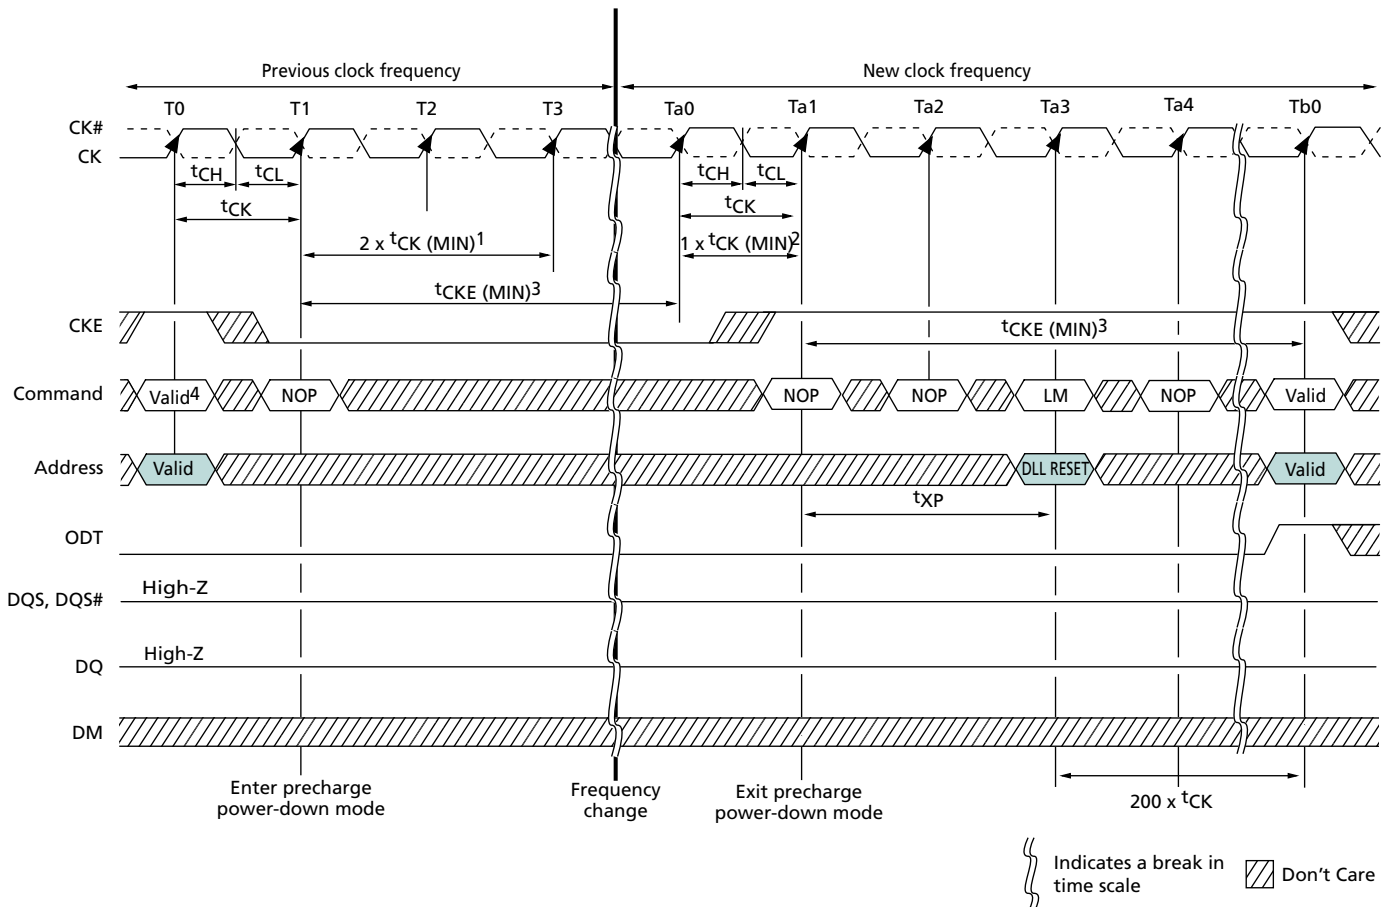 Previous clock frequency
New clock frequency
T0 T1 T2 T3 Ta0 Ta1 Ta2 Ta3 Ta4 Tb0
CK#
CK
tCH tCL tCH tCL
tCK tCK
2 x tCK (MIN)1 1 x tCK (MIN)2
tCKE (MIN)3
CKE
tCKE (MIN)3
Command Valid4 NOP NOP NOP LM NOP Valid
Address Valid DLL RESET Valid
tXP
ODT
High-Z
DQS, DQS#
High-Z
DQ
DM
Enter precharge
power-down mode
Frequency
change
Exit precharge
power-down mode
200 x tCK
Indicates a break in
time scale
Don't Care